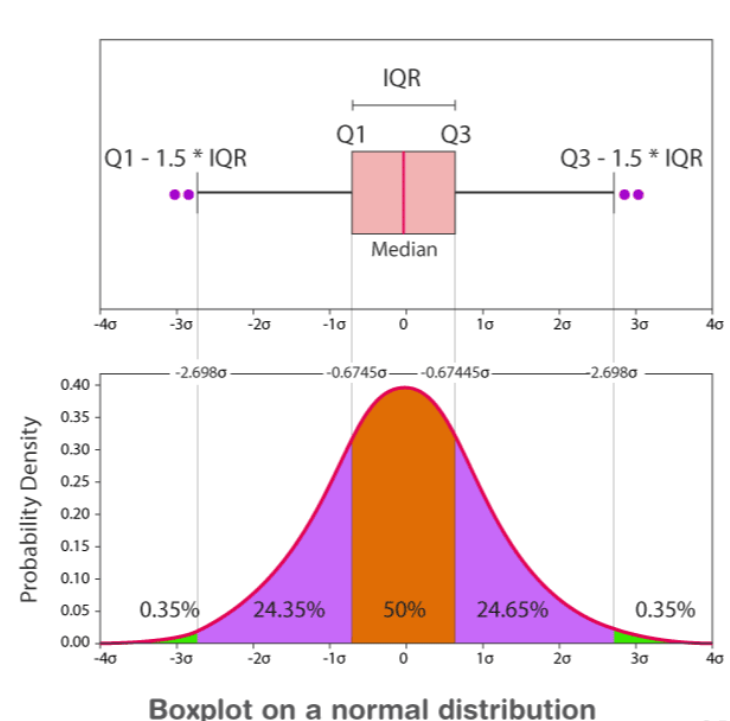 IQR
Q1 Q3
Q1 - 1.5 * IQR Q3 - 1.5 * IQR
Median
-4σ -3σ -2σ -1σ 0 1σ 2σ 3σ 4σ
-2.698σ -0.6745σ -0.67445σ -2.698σ
0.40
0.35
0.30
0.25
0.20
0.15
0.10
0.05
0.00
Probability Density
0.35% 24.35% 50% 24.65% 0.35%
-4σ -3σ -2σ -1σ 0 1σ 2σ 3σ 4σ
Boxplot on a normal distribution